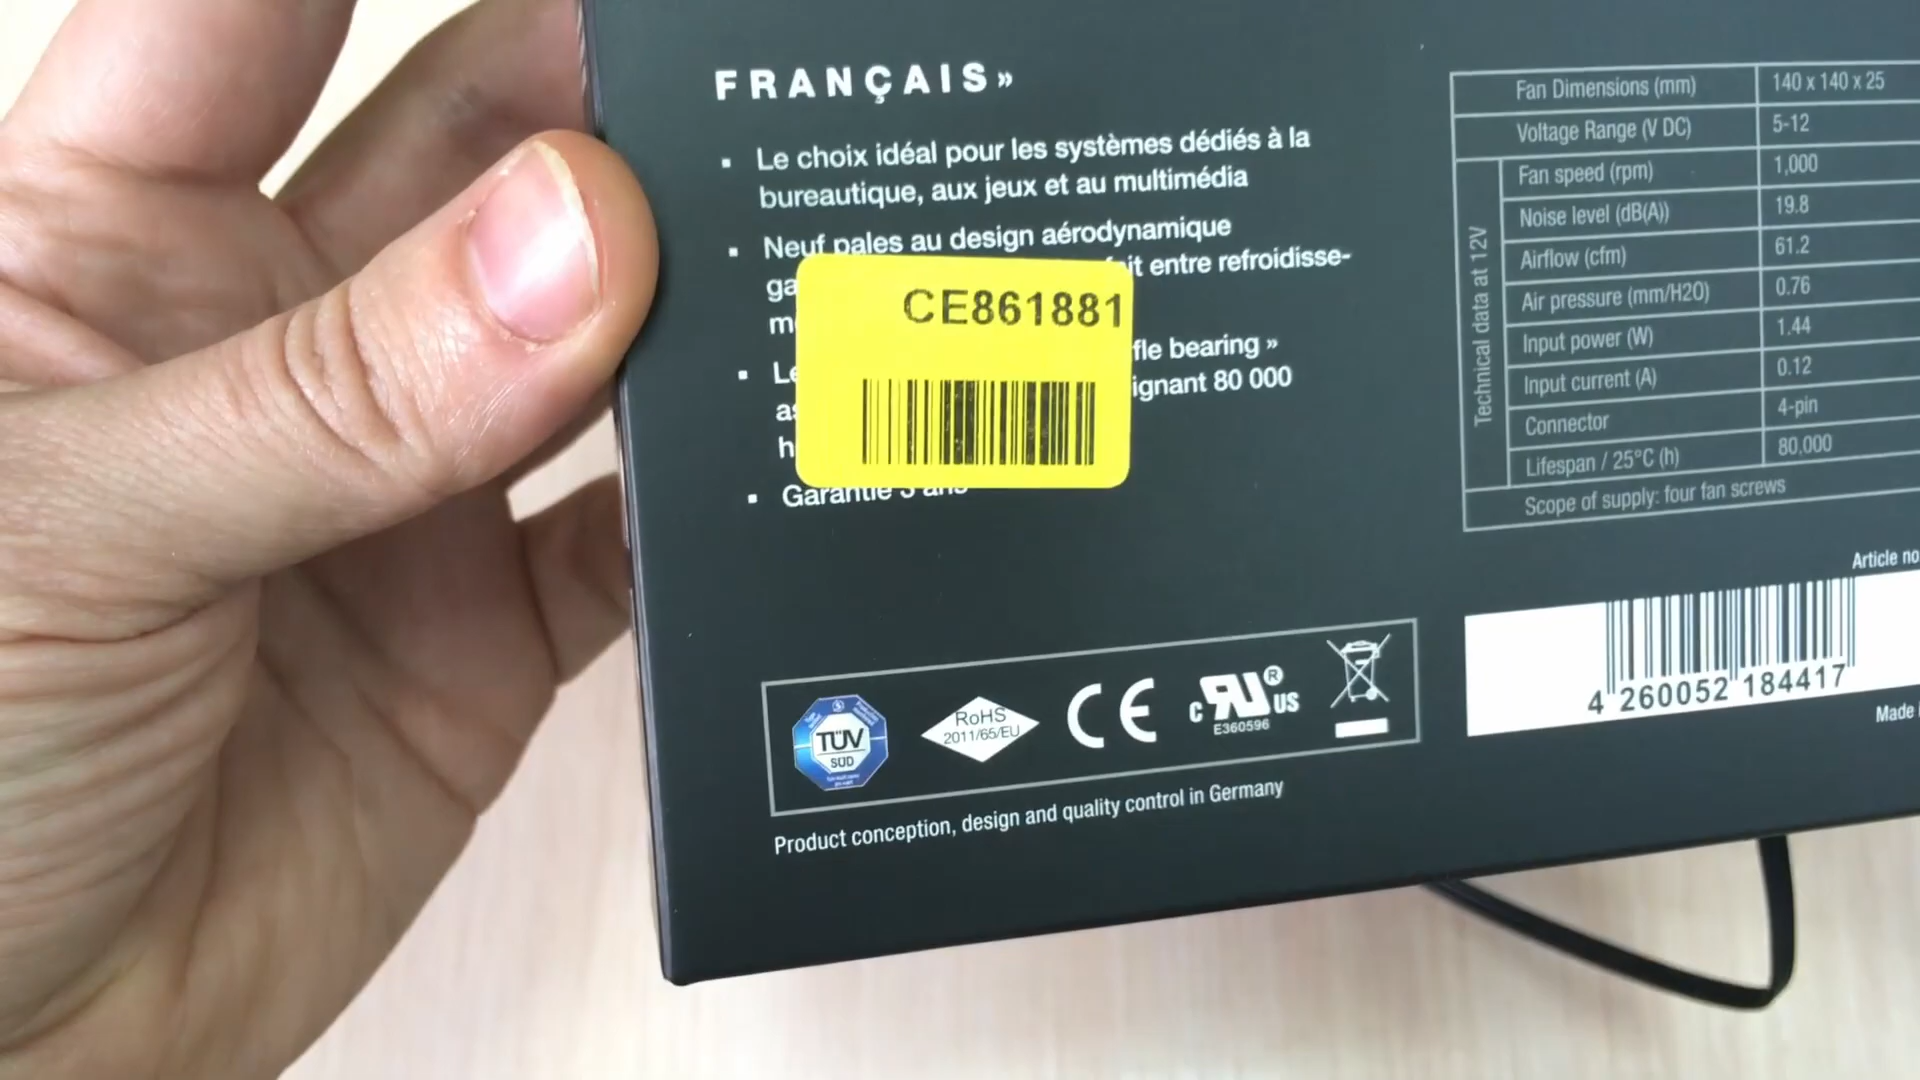 FRANÇAIS»
▪ Le choix idéal pour les systèmes dédiés à la
bureautique, aux jeux et au multimédia
▪ Neuf pales au design aérodynamique
entre refroidisse-
▪
bearing »
80 000
▪ Garantie 3 ans
CE861881
Fan Dimensions (mm) 140 x 140 x 25
Voltage Range (V DC) 5-12
Technical data at 12V
Fan speed (rpm) 1,000
Noise level (dB(A)) 19.8
Airflow (cfm) 61.2
Air pressure (mm/H2O) 0.76
Input power (W) 1.44
Input current (A) 0.12
Connector 4-pin
Lifespan / 25°C (h) 80,000
Scope of supply: four fan screws
Article no
4 260052 184417
Made
TÜV
SÜD
RoHS
2011/65/EU
CE
c RU ® US
E360596
Product conception, design and quality control in Germany